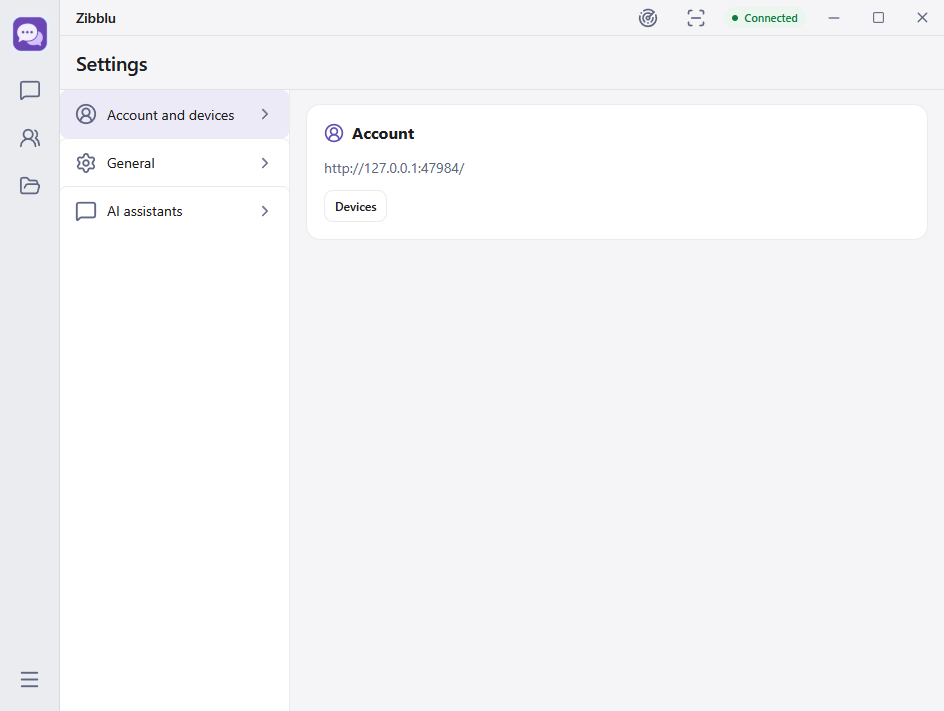 Zibblu
Connected
Settings
Account and devices
General
AI assistants
Account
http://127.0.0.1:47984/
Devices